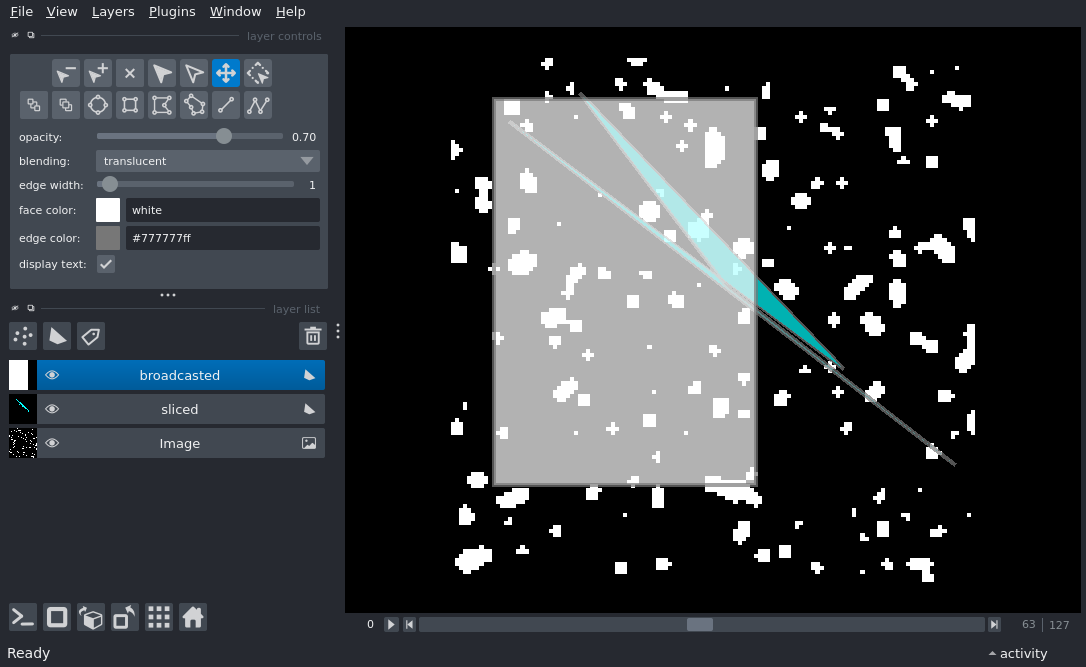 File View Layers Plugins Window Help
layer controls
opacity: 0.70
blending: translucent
edge width: 1
face color: white
edge color: #777777ff
display text:
layer list
broadcasted
sliced
Image
0 63 127
Ready activity